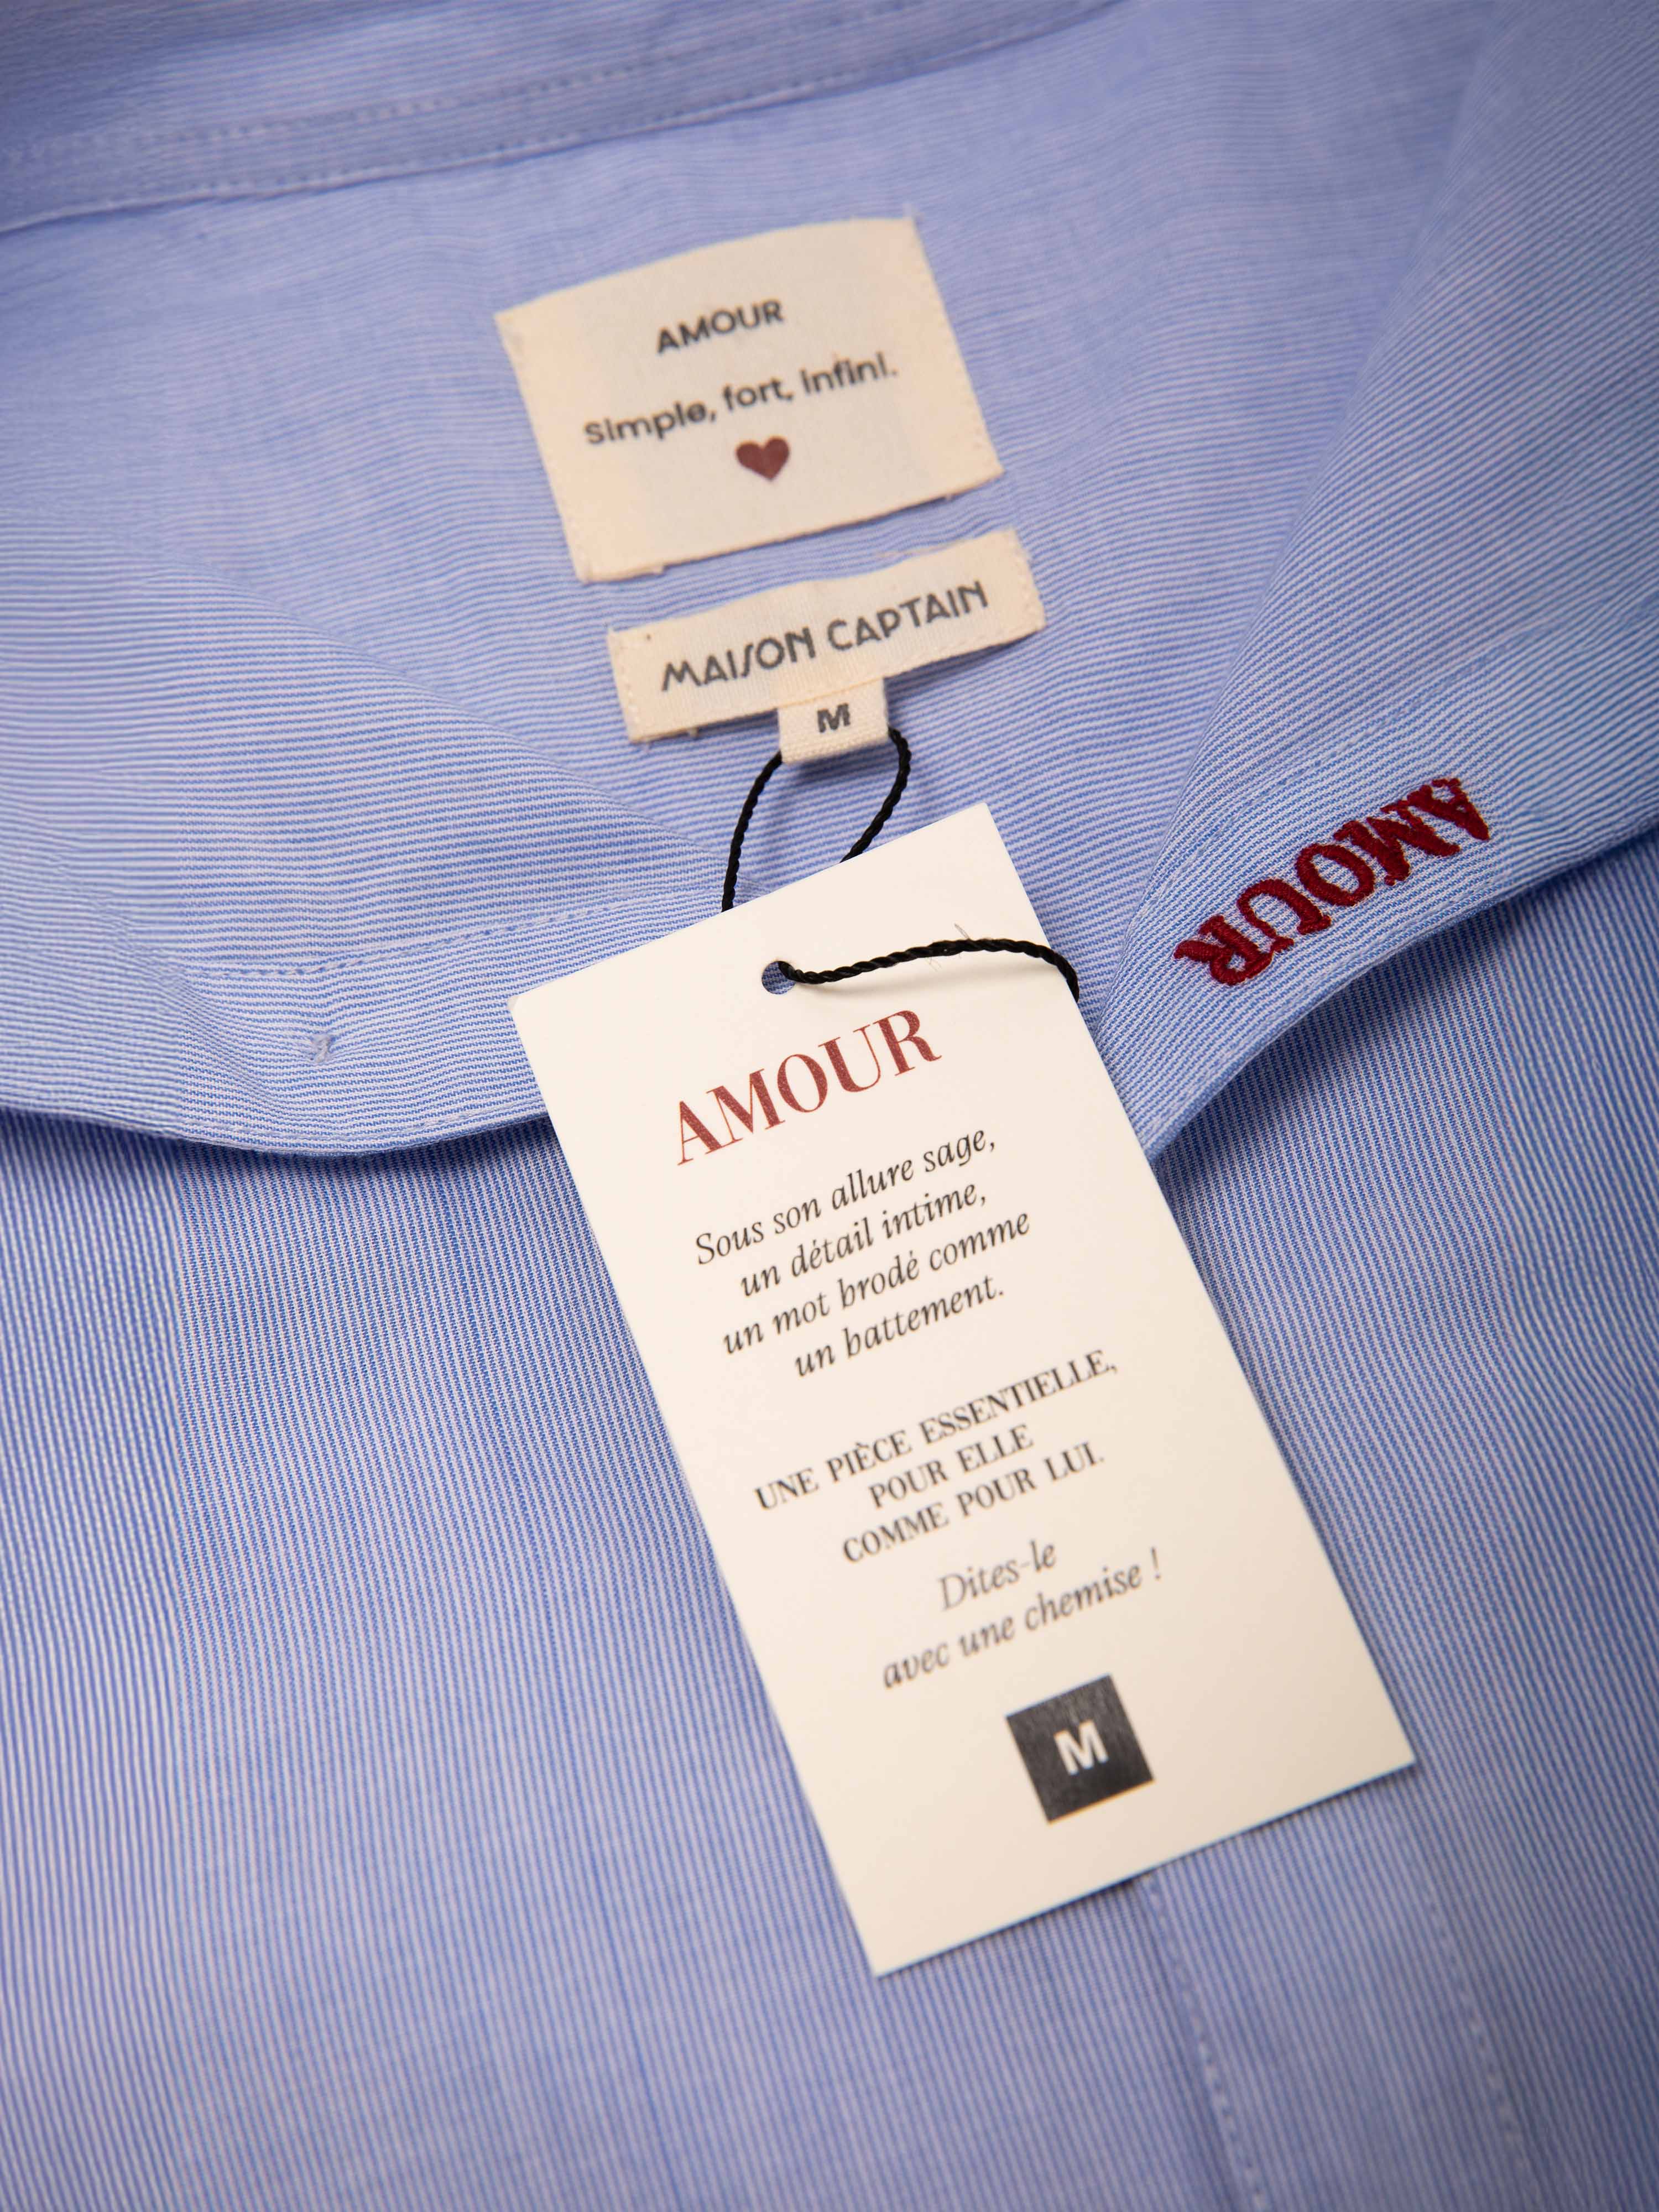 AMOUR
Simple, fort, infini.
MAISON CAPTAIN
M
AMOUR
AMOUR
Sous son allure sage,
un détail intime,
un mot brodé comme
un battement.
UNE PIÈCE ESSENTIELLE,
POUR ELLE
COMME POUR LUI.
Dites-le
avec une chemise !
M